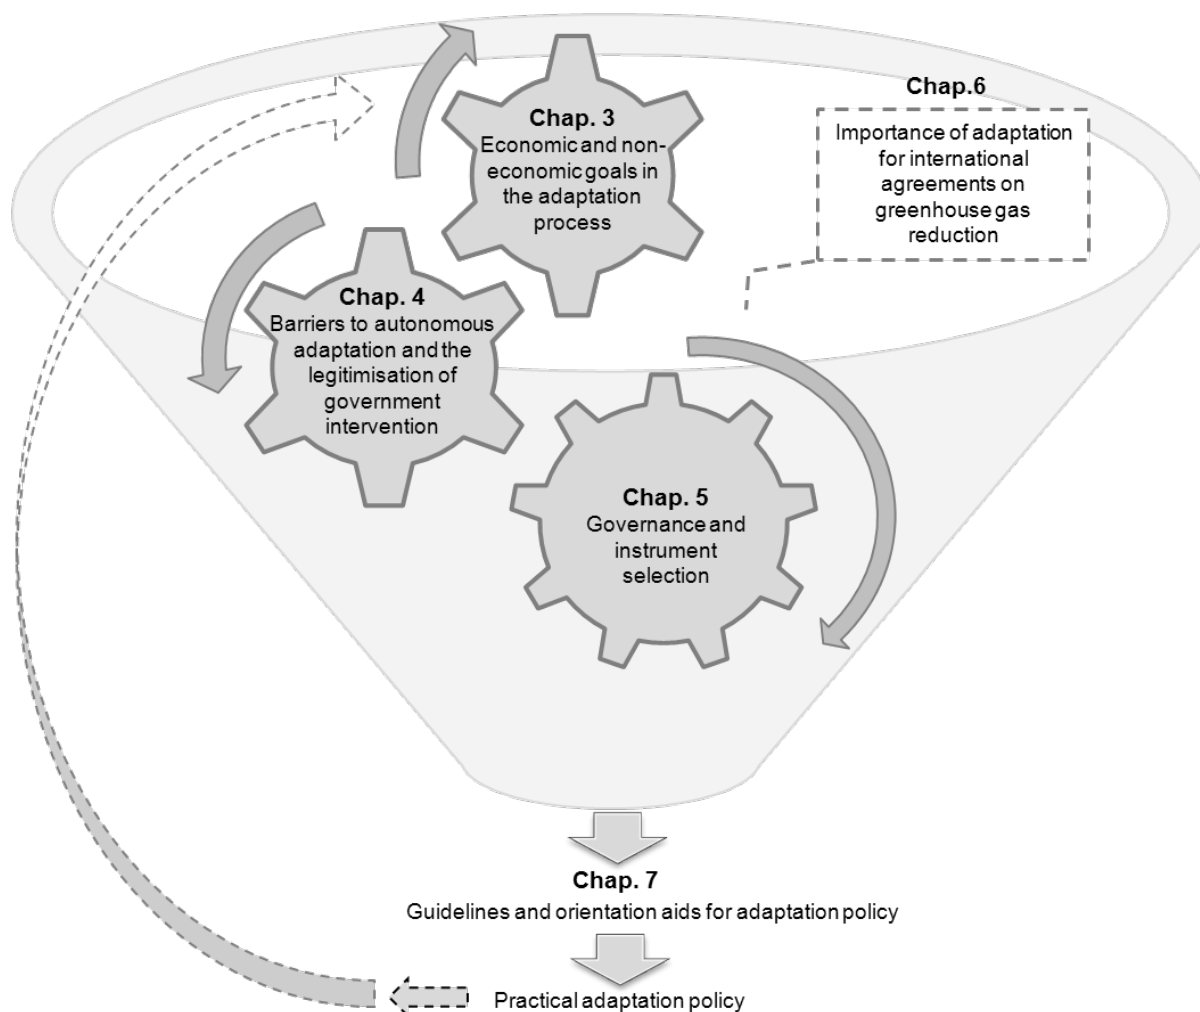 Chap. 3
Economic and non-
economic goals in
the adaptation
process
Chap.6
Importance of adaptation
for international
agreements on
greenhouse gas
reduction
Chap. 4
Barriers to autonomous
adaptation and the
legitimisation of
government
intervention
Chap. 5
Governance and
instrument
selection
Chap. 7
Guidelines and orientation aids for adaptation policy
Practical adaptation policy